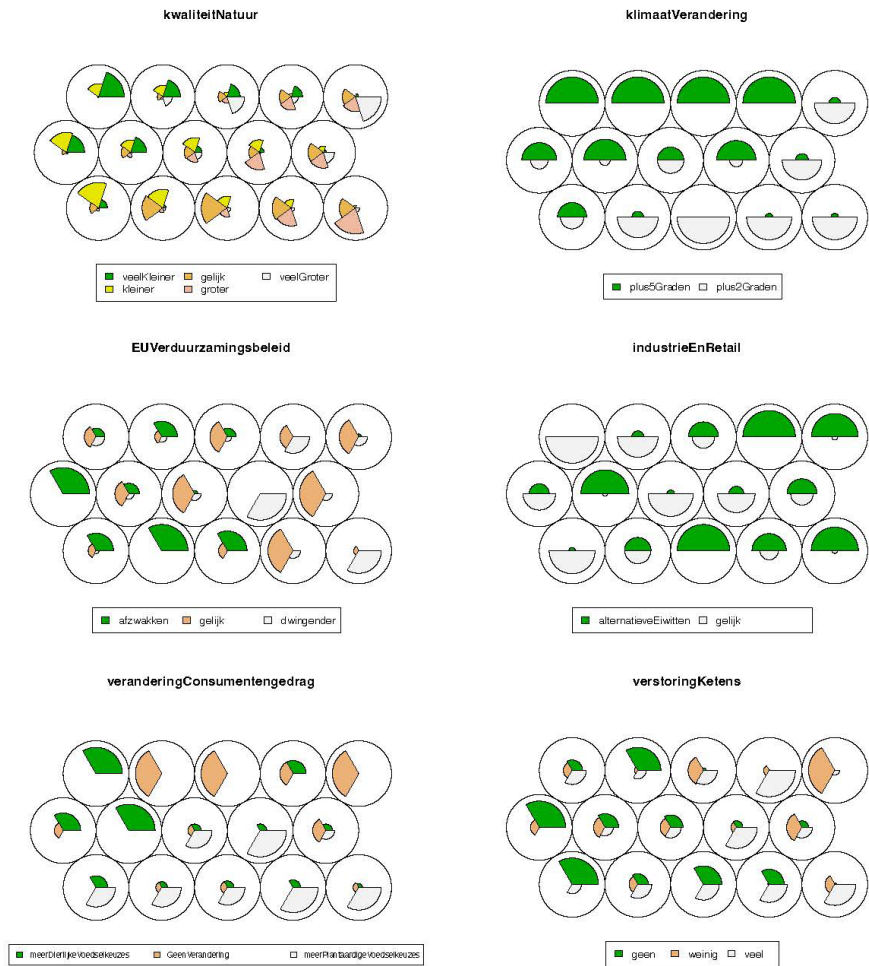 kwaliteitNatuur
klimaatVerandering
veelKleiner gelijk veelGroter
kleiner groter
plus5Graden plus2Graden
EUVerduurzamingsbeleid
industrieEnRetail
afzwakken gelijk dwingender
alternatieveEiwitten gelijk
veranderingConsumentengedrag
verstoringKetens
meerDierlijkeVoedselkeuzes GeenVerandering meerPlantaardigeVoedselkeuzes
geen weinig veel